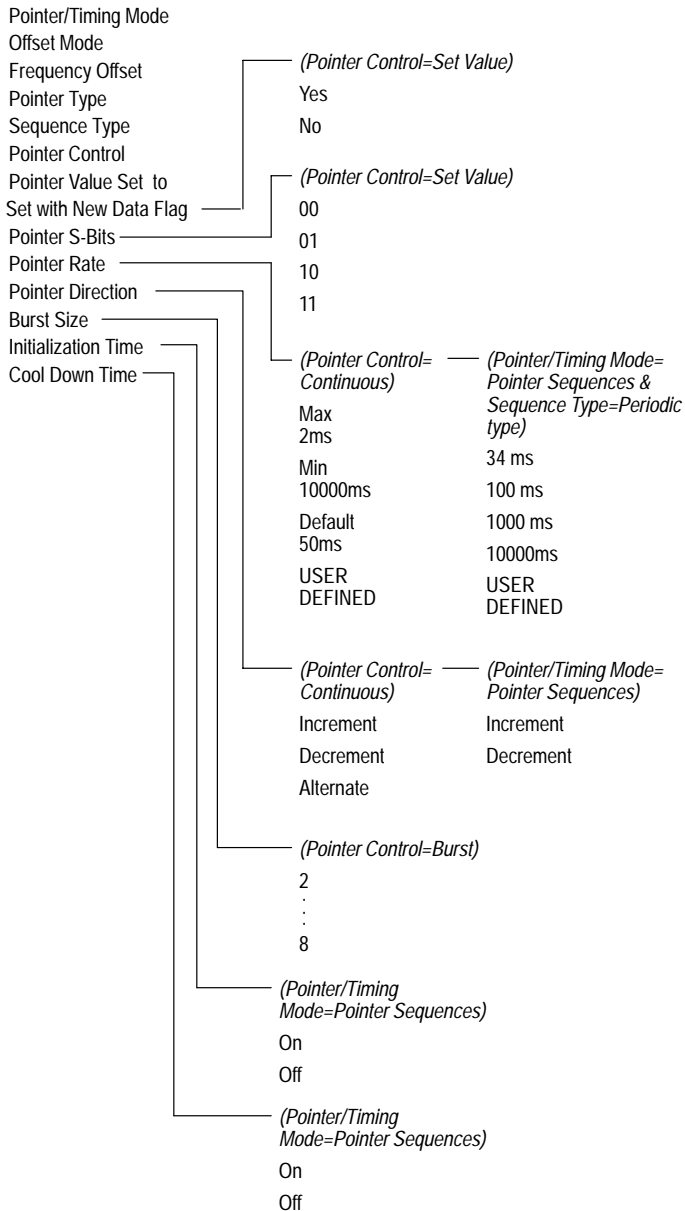 Pointer/Timing Mode
Offset Mode
Frequency Offset
Pointer Type
Sequence Type
Pointer Control
Pointer Value Set to
Set with New Data Flag
Pointer S-Bits
Pointer Rate
Pointer Direction
Burst Size
Initialization Time
Cool Down Time
(Pointer Control=Set Value)
Yes
No
(Pointer Control=Set Value)
00
01
10
11
(Pointer Control=
Continuous)
Max
2ms
Min
10000ms
Default
50ms
USER
DEFINED
(Pointer/Timing Mode=
Pointer Sequences &
Sequence Type=Periodic
type)
34 ms
100 ms
1000 ms
10000ms
USER
DEFINED
(Pointer Control=
Continuous)
Increment
Decrement
Alternate
(Pointer/Timing Mode=
Pointer Sequences)
Increment
Decrement
(Pointer Control=Burst)
2
.
.
.
8
(Pointer/Timing
Mode=Pointer Sequences)
On
Off
(Pointer/Timing
Mode=Pointer Sequences)
On
Off